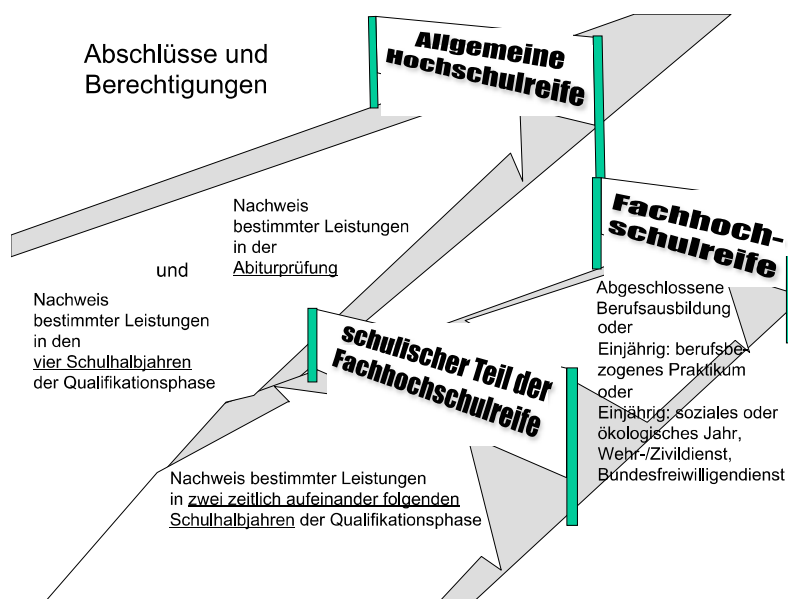 Abschlüsse und
Berechtigungen
Allgemeine
Hochschulreife
Nachweis
bestimmter Leistungen
in der
Abiturprüfung
und
Nachweis
bestimmter Leistungen
in den
vier Schulhalbjahren
der Qualifikationsphase
Fachhoch-
schulreife
Abgeschlossene
Berufsausbildung
oder
Einjährig: berufsbe-
zogenes Praktikum
oder
Einjährig: soziales oder
ökologisches Jahr,
Wehr-/Zivildienst,
Bundesfreiwilligendienst
schulischer Teil der
Fachhochschulreife
Nachweis bestimmter Leistungen
in zwei zeitlich aufeinander folgenden
Schulhalbjahren der Qualifikationsphase